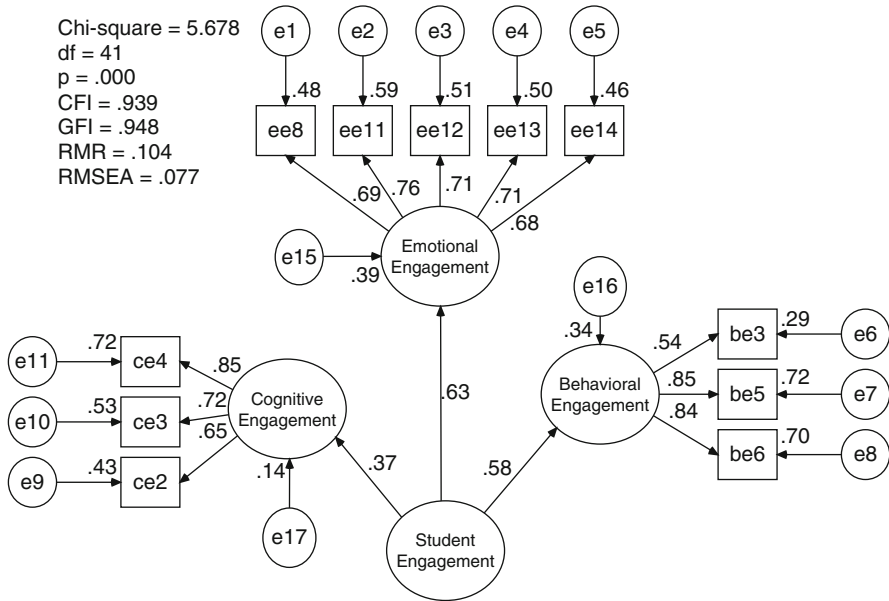 Chi-square = 5.678
df = 41
p = .000
CFI = .939
GFI = .948
RMR = .104
RMSEA = .077
e1 e2 e3 e4 e5
.48 .59 .51 .50 .46
ee8 ee11 ee12 ee13 ee14
.69 .76 .71 .71 .68
e15
.39
Emotional
Engagement
e16
.34
e11
.72
ce4
.85
e10
.53
ce3
.72
e9
.43
ce2
.65
Cognitive
Engagement
.14
e17
.37
.63
.58
Behavioral
Engagement
.54
be3
.29
e6
.85
be5
.72
e7
.84
be6
.70
e8
Student
Engagement